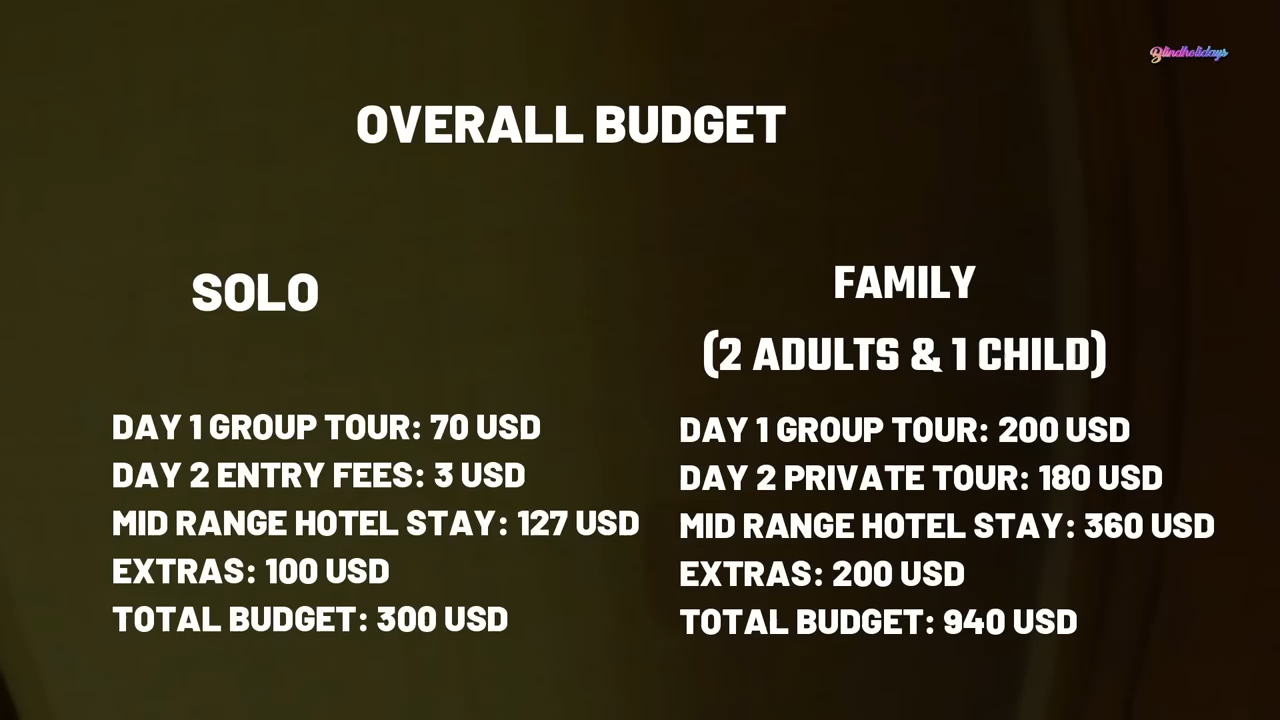 Blindholidays
OVERALL BUDGET
SOLO
DAY 1 GROUP TOUR: 70 USD
DAY 2 ENTRY FEES: 3 USD
MID RANGE HOTEL STAY: 127 USD
EXTRAS: 100 USD
TOTAL BUDGET: 300 USD
FAMILY
(2 ADULTS & 1 CHILD)
DAY 1 GROUP TOUR: 200 USD
DAY 2 PRIVATE TOUR: 180 USD
MID RANGE HOTEL STAY: 360 USD
EXTRAS: 200 USD
TOTAL BUDGET: 940 USD